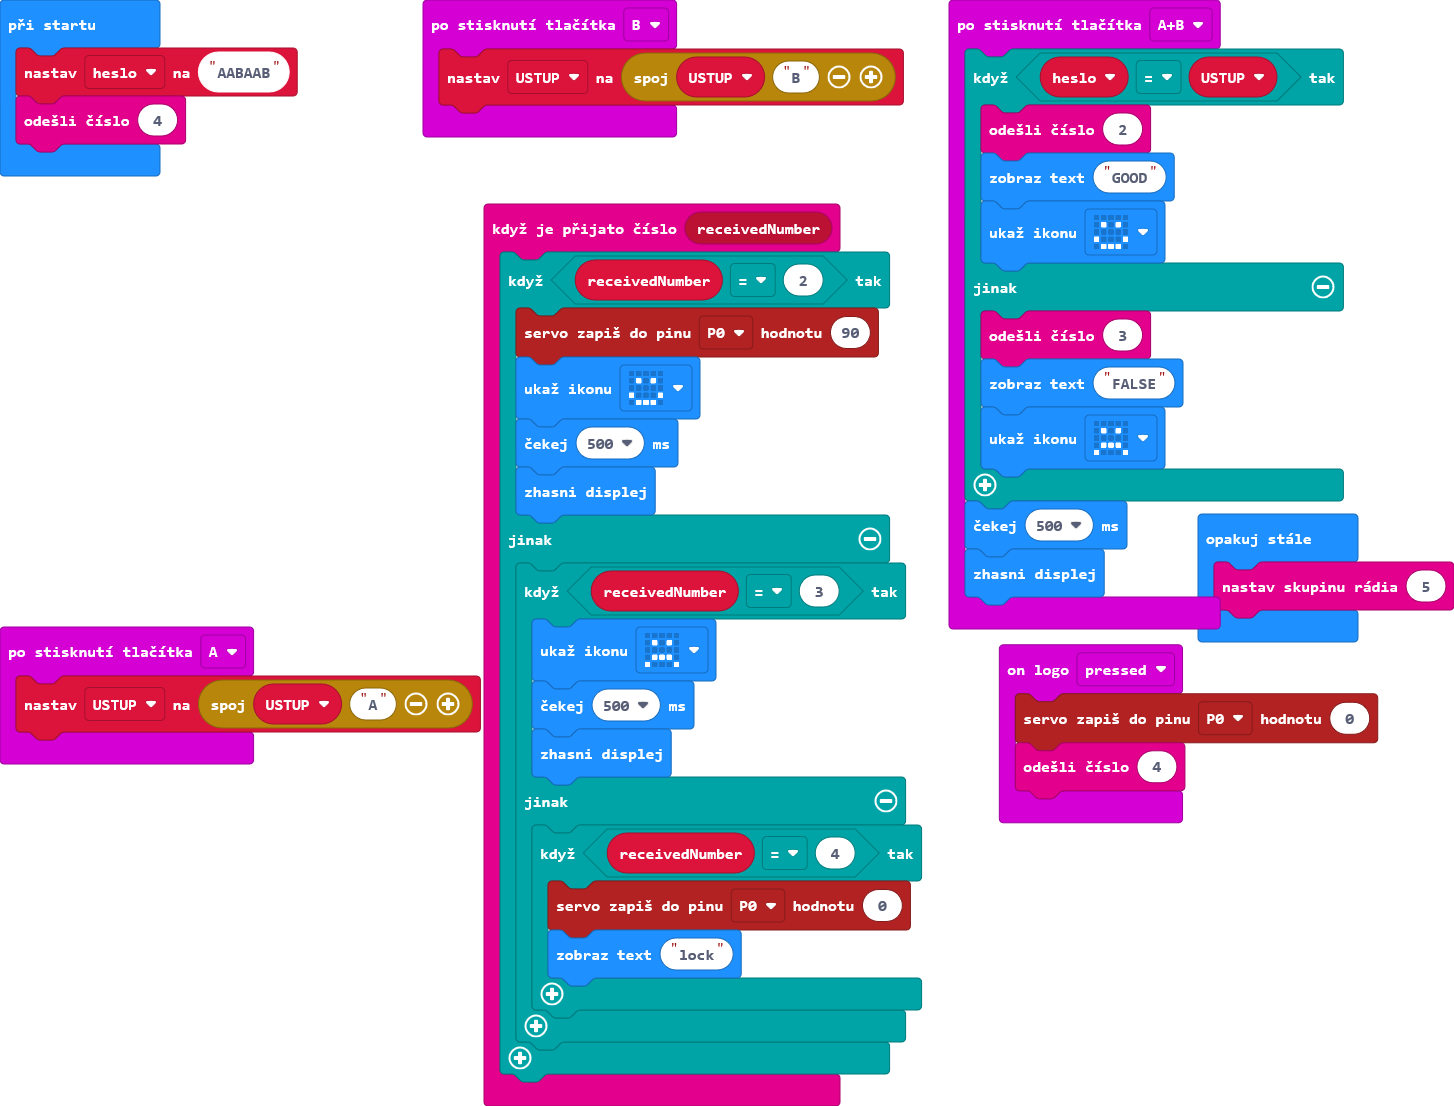 při startu
nastav heslo na "AABAAB"
odešli číslo 4
po stisknutí tlačítka B
nastav USTUP na spoj USTUP "B"
po stisknutí tlačítka A+B
když heslo = USTUP tak
odešli číslo 2
zobraz text "GOOD"
ukaž ikonu
jinak
odešli číslo 3
zobraz text "FALSE"
ukaž ikonu
čekej 500 ms
zhasni displej
když je přijato číslo receivedNumber
když receivedNumber = 2 tak
servo zapiš do pinu P0 hodnotu 90
ukaž ikonu
čekej 500 ms
zhasni displej
jinak
když receivedNumber = 3 tak
ukaž ikonu
čekej 500 ms
zhasni displej
jinak
když receivedNumber = 4 tak
servo zapiš do pinu P0 hodnotu 0
zobraz text "lock"
opakuj stále
nastav skupinu rádia 5
po stisknutí tlačítka A
nastav USTUP na spoj USTUP "A"
on logo pressed
servo zapiš do pinu P0 hodnotu 0
odešli číslo 4